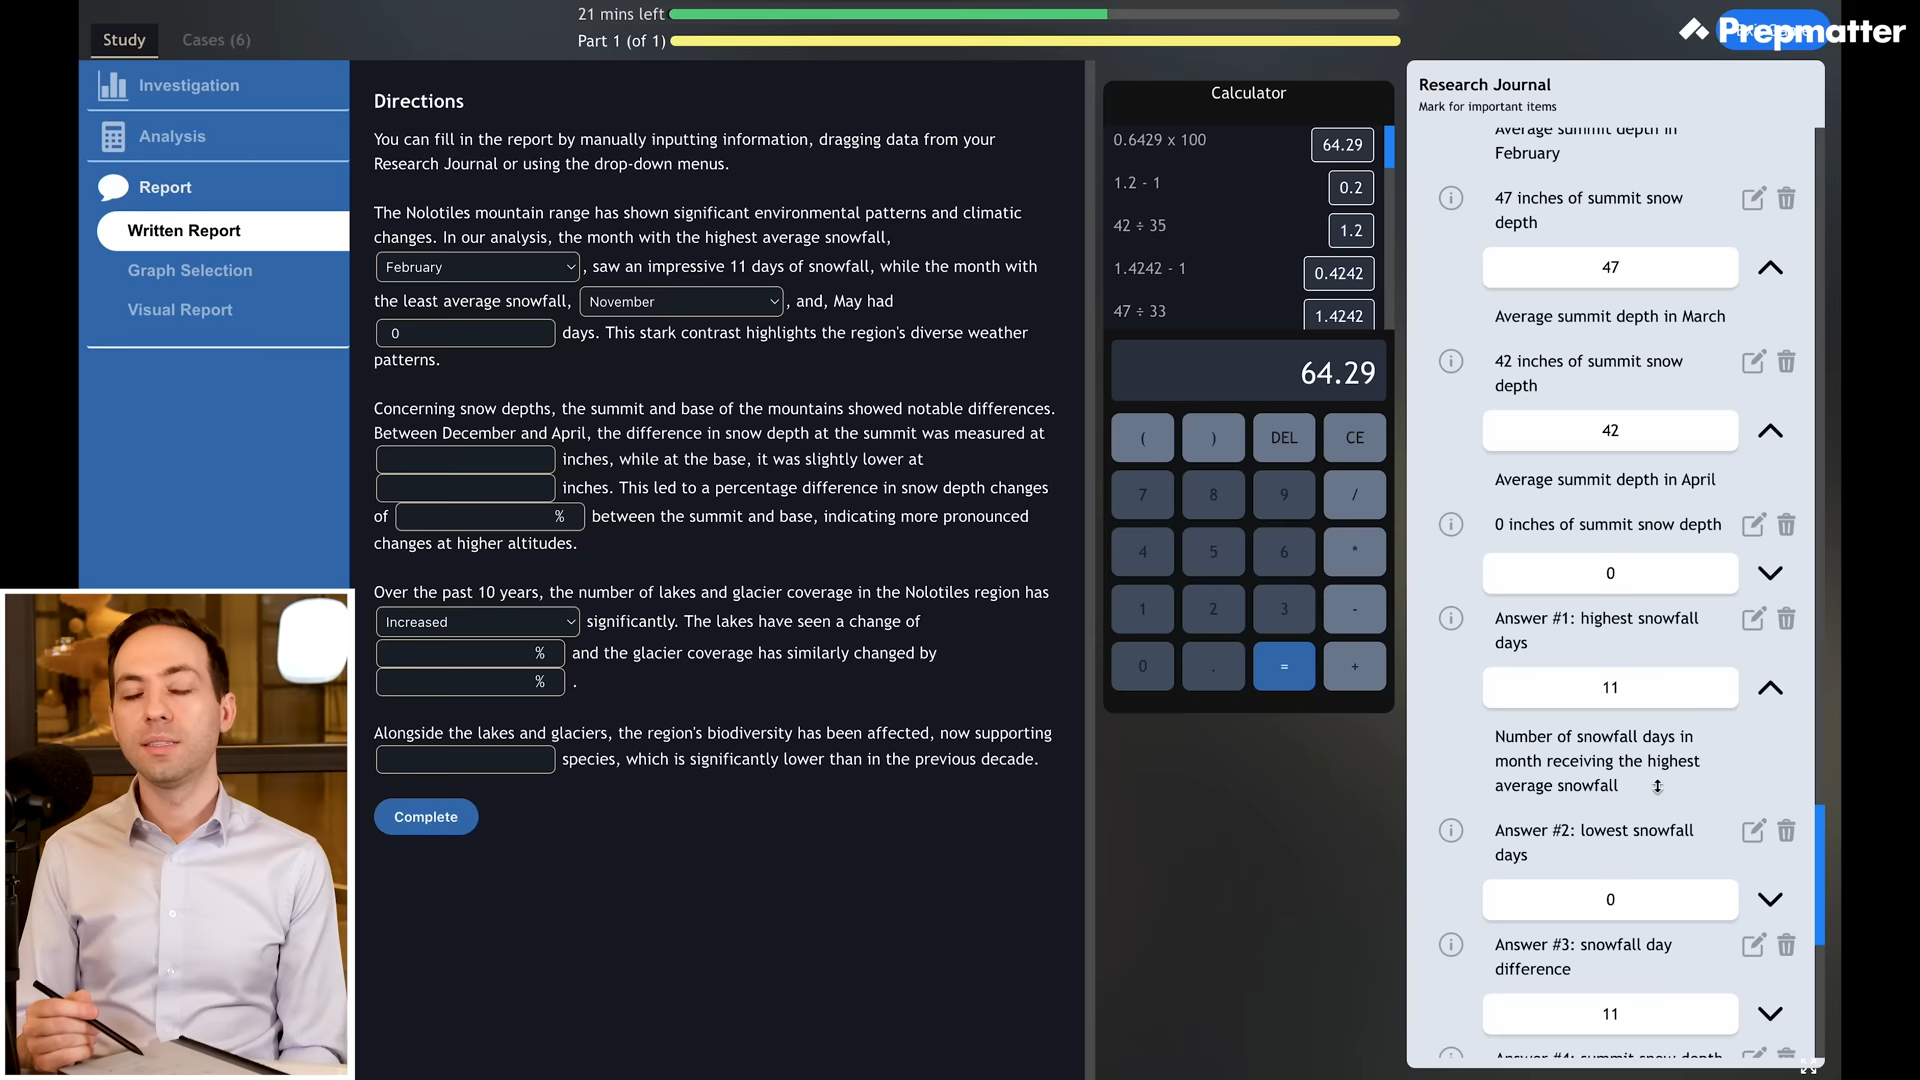 21 mins left
Part 1 (of 1)
Prepmatter
Study
Cases (6)
Investigation
Analysis
Report
Written Report
Graph Selection
Visual Report
Directions
You can fill in the report by manually inputting information, dragging data from your
Research Journal or using the drop-down menus.
The Nolotiles mountain range has shown significant environmental patterns and climatic
changes. In our analysis, the month with the highest average snowfall,
February , saw an impressive 11 days of snowfall, while the month with
the least average snowfall, November , and, May had
0 days. This stark contrast highlights the region's diverse weather
patterns.
Concerning snow depths, the summit and base of the mountains showed notable differences.
Between December and April, the difference in snow depth at the summit was measured at
inches, while at the base, it was slightly lower at
inches. This led to a percentage difference in snow depth changes
of % between the summit and base, indicating more pronounced
changes at higher altitudes.
Over the past 10 years, the number of lakes and glacier coverage in the Nolotiles region has
Increased significantly. The lakes have seen a change of
% and the glacier coverage has similarly changed by
% .
Alongside the lakes and glaciers, the region's biodiversity has been affected, now supporting
species, which is significantly lower than in the previous decade.
Complete
Calculator
0.6429 x 100 64.29
1.2 - 1 0.2
42 ÷ 35 1.2
1.4242 - 1 0.4242
47 ÷ 33 1.4242
64.29
( ) DEL CE
7 8 9 /
4 5 6 *
1 2 3 -
0 . = +
Research Journal
Mark for important items
Average summit depth in
February
47 inches of summit snow
depth
47
Average summit depth in March
42 inches of summit snow
depth
42
Average summit depth in April
0 inches of summit snow depth
0
Answer #1: highest snowfall
days
11
Number of snowfall days in
month receiving the highest
average snowfall
Answer #2: lowest snowfall
days
0
Answer #3: snowfall day
difference
11
Answer #4: summit snow depth